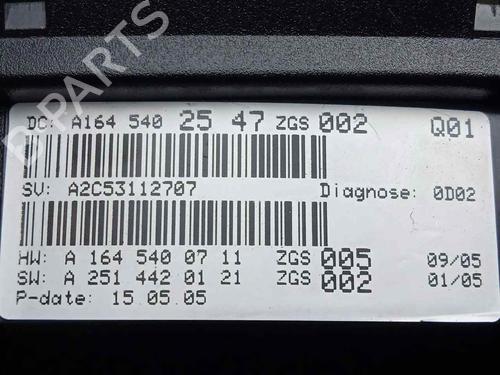 DC: A164 540 25 47 ZGS 002 Q01
SV: A2C53112707 Diagnose: 0D02
HW: A 164 540 07 11 ZGS 005 09/05
SW: A 251 442 01 21 ZGS 002 01/05
P-date: 15.05.05